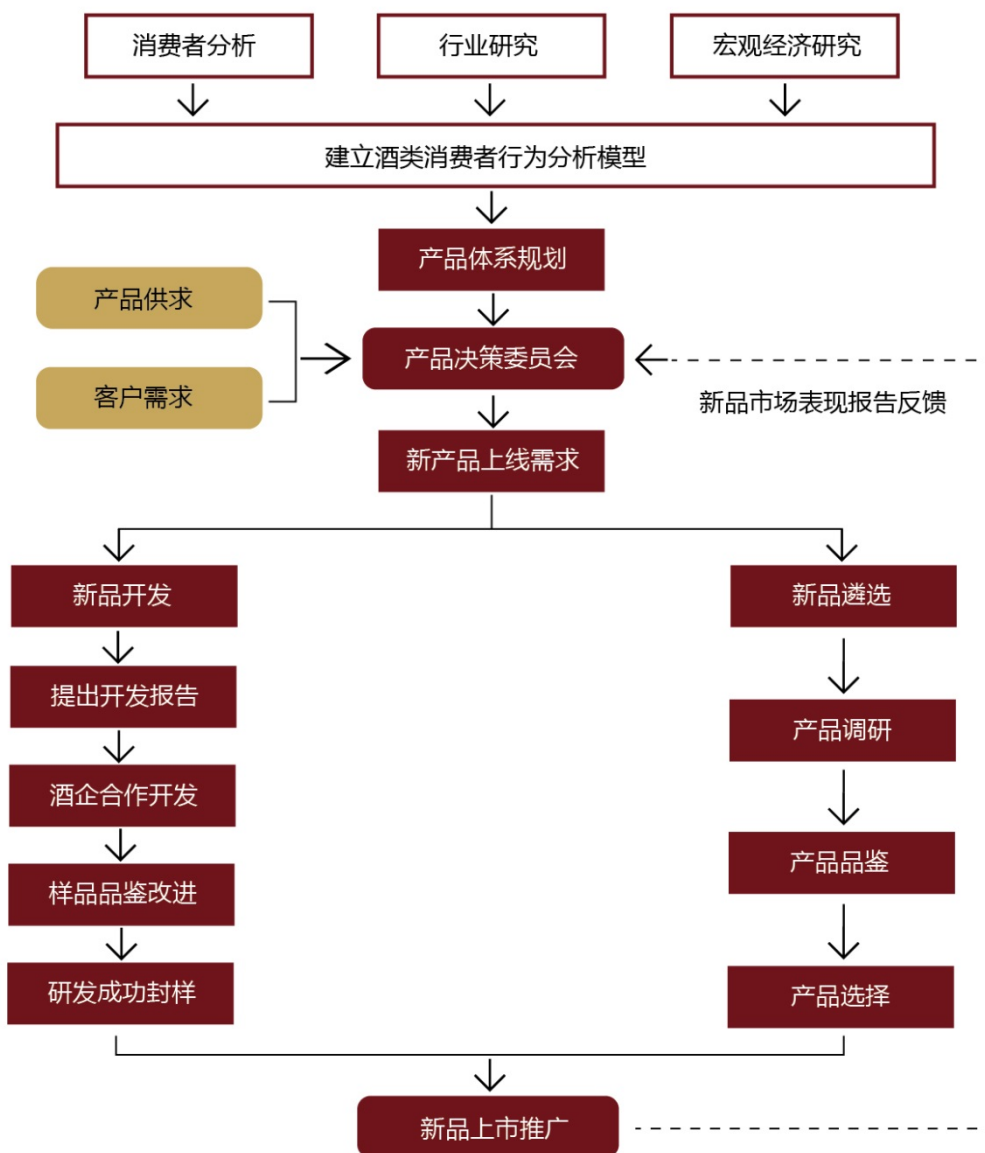 消费者分析
行业研究
宏观经济研究
建立酒类消费者行为分析模型
产品体系规划
产品供求
产品决策委员会
客户需求
新品市场表现报告反馈
新产品上线需求
新品开发
新品遴选
提出开发报告
产品调研
酒企合作开发
产品品鉴
样品品鉴改进
研发成功封样
产品选择
新品上市推广